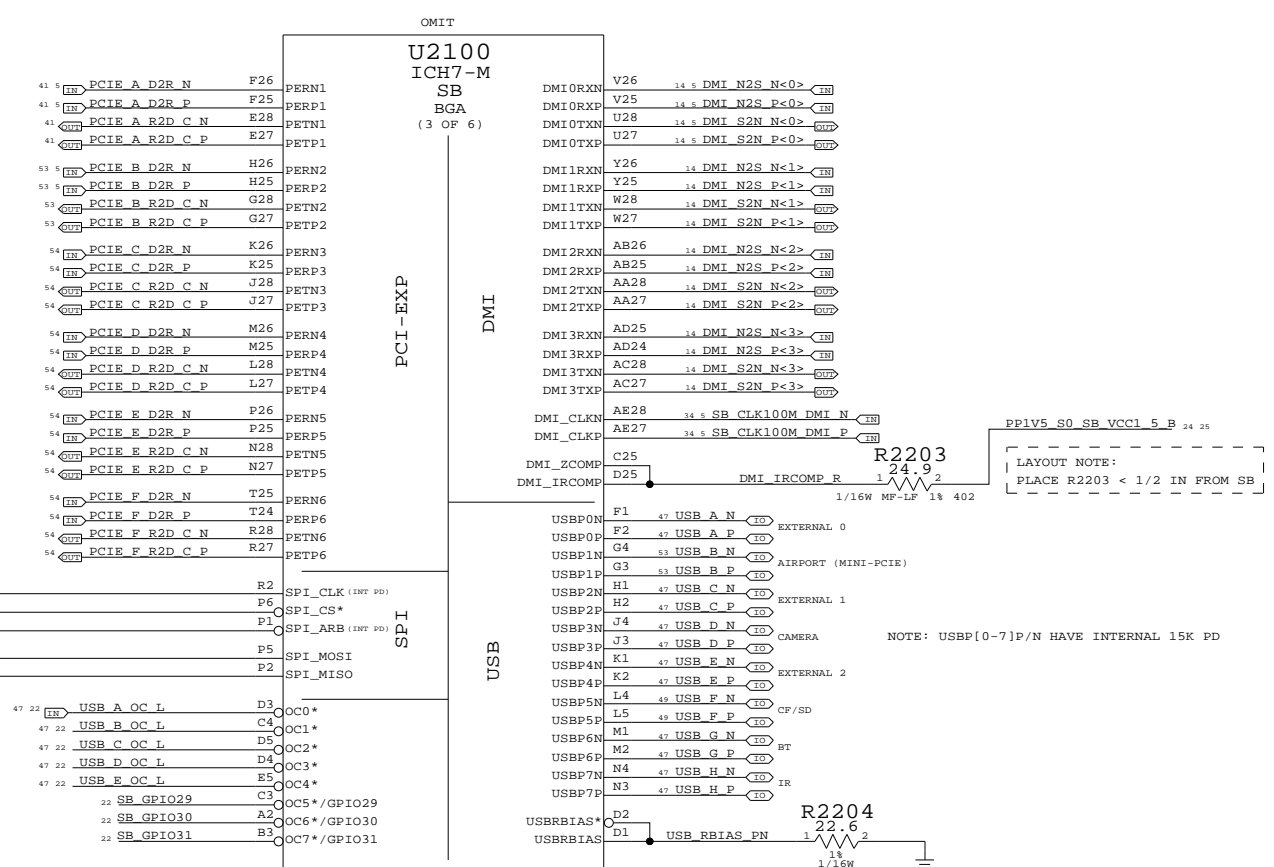 OMIT
U2100
ICH7-M
SB
BGA
(3 OF 6)
PCI-EXP
DMI
SPI
USB
41 5 IN PCIE_A_D2R_N F26 PERN1
41 5 IN PCIE_A_D2R_P F25 PERP1
41 OUT PCIE_A_R2D_C_N E28 PETN1
41 OUT PCIE_A_R2D_C_P E27 PETP1
53 5 IN PCIE_B_D2R_N H26 PERN2
53 5 IN PCIE_B_D2R_P H25 PERP2
53 OUT PCIE_B_R2D_C_N G28 PETN2
53 OUT PCIE_B_R2D_C_P G27 PETP2
54 IN PCIE_C_D2R_N K26 PERN3
54 IN PCIE_C_D2R_P K25 PERP3
54 OUT PCIE_C_R2D_C_N J28 PETN3
54 OUT PCIE_C_R2D_C_P J27 PETP3
54 IN PCIE_D_D2R_N M26 PERN4
54 IN PCIE_D_D2R_P M25 PERP4
54 OUT PCIE_D_R2D_C_N L28 PETN4
54 OUT PCIE_D_R2D_C_P L27 PETP4
54 IN PCIE_E_D2R_N P26 PERN5
54 IN PCIE_E_D2R_P P25 PERP5
54 OUT PCIE_E_R2D_C_N N28 PETN5
54 OUT PCIE_E_R2D_C_P N27 PETP5
54 IN PCIE_F_D2R_N T25 PERN6
54 IN PCIE_F_D2R_P T24 PERP6
54 OUT PCIE_F_R2D_C_N R28 PETN6
54 OUT PCIE_F_R2D_C_P R27 PETP6
R2 SPI_CLK (INT PD)
P6 SPI_CS*
P1 SPI_ARB (INT PD)
P5 SPI_MOSI
P2 SPI_MISO
47 22 IN USB_A_OC_L D3 OC0*
47 22 USB_B_OC_L C4 OC1*
47 22 USB_C_OC_L D5 OC2*
47 22 USB_D_OC_L D4 OC3*
47 22 USB_E_OC_L E5 OC4*
22 SB_GPIO29 C3 OC5*/GPIO29
22 SB_GPIO30 A2 OC6*/GPIO30
22 SB_GPIO31 B3 OC7*/GPIO31
DMI0RXN V26 14 5 DMI_N2S_N<0> IN
DMI0RXP V25 14 5 DMI_N2S_P<0> IN
DMI0TXN U28 14 5 DMI_S2N_N<0> OUT
DMI0TXP U27 14 5 DMI_S2N_P<0> OUT
DMI1RXN Y26 14 DMI_N2S_N<1> IN
DMI1RXP Y25 14 DMI_N2S_P<1> IN
DMI1TXN W28 14 DMI_S2N_N<1> OUT
DMI1TXP W27 14 DMI_S2N_P<1> OUT
DMI2RXN AB26 14 DMI_N2S_N<2> IN
DMI2RXP AB25 14 DMI_N2S_P<2> IN
DMI2TXN AA28 14 DMI_S2N_N<2> OUT
DMI2TXP AA27 14 DMI_S2N_P<2> OUT
DMI3RXN AD25 14 DMI_N2S_N<3> IN
DMI3RXP AD24 14 DMI_N2S_P<3> IN
DMI3TXN AC28 14 DMI_S2N_N<3> OUT
DMI3TXP AC27 14 DMI_S2N_P<3> OUT
DMI_CLKN AE28 34 5 SB_CLK100M_DMI_N IN
DMI_CLKP AE27 34 5 SB_CLK100M_DMI_P IN
DMI_ZCOMP C25
DMI_IRCOMP D25 DMI_IRCOMP_R
R2203
1 24.9 2
1/16W MF-LF 1% 402
PP1V5_S0_SB_VCC1_5_B 24 25
LAYOUT NOTE:
PLACE R2203 < 1/2 IN FROM SB
USBP0N F1 47 USB_A_N IO
EXTERNAL 0
USBP0P F2 47 USB_A_P IO
USBP1N G4 53 USB_B_N IO
AIRPORT (MINI-PCIE)
USBP1P G3 53 USB_B_P IO
USBP2N H1 47 USB_C_N IO
EXTERNAL 1
USBP2P H2 47 USB_C_P IO
USBP3N J4 47 USB_D_N IO
CAMERA
USBP3P J3 47 USB_D_P IO
USBP4N K1 47 USB_E_N IO
EXTERNAL 2
USBP4P K2 47 USB_E_P IO
USBP5N L4 49 USB_F_N IO
CF/SD
USBP5P L5 49 USB_F_P IO
USBP6N M1 47 USB_G_N IO
BT
USBP6P M2 47 USB_G_P IO
USBP7N N4 47 USB_H_N IO
IR
USBP7P N3 47 USB_H_P IO
NOTE: USBP[0-7]P/N HAVE INTERNAL 15K PD
USBRBIAS* D2
USBRBIAS D1 USB_RBIAS_PN
R2204
1 22.6 2
1%
1/16W